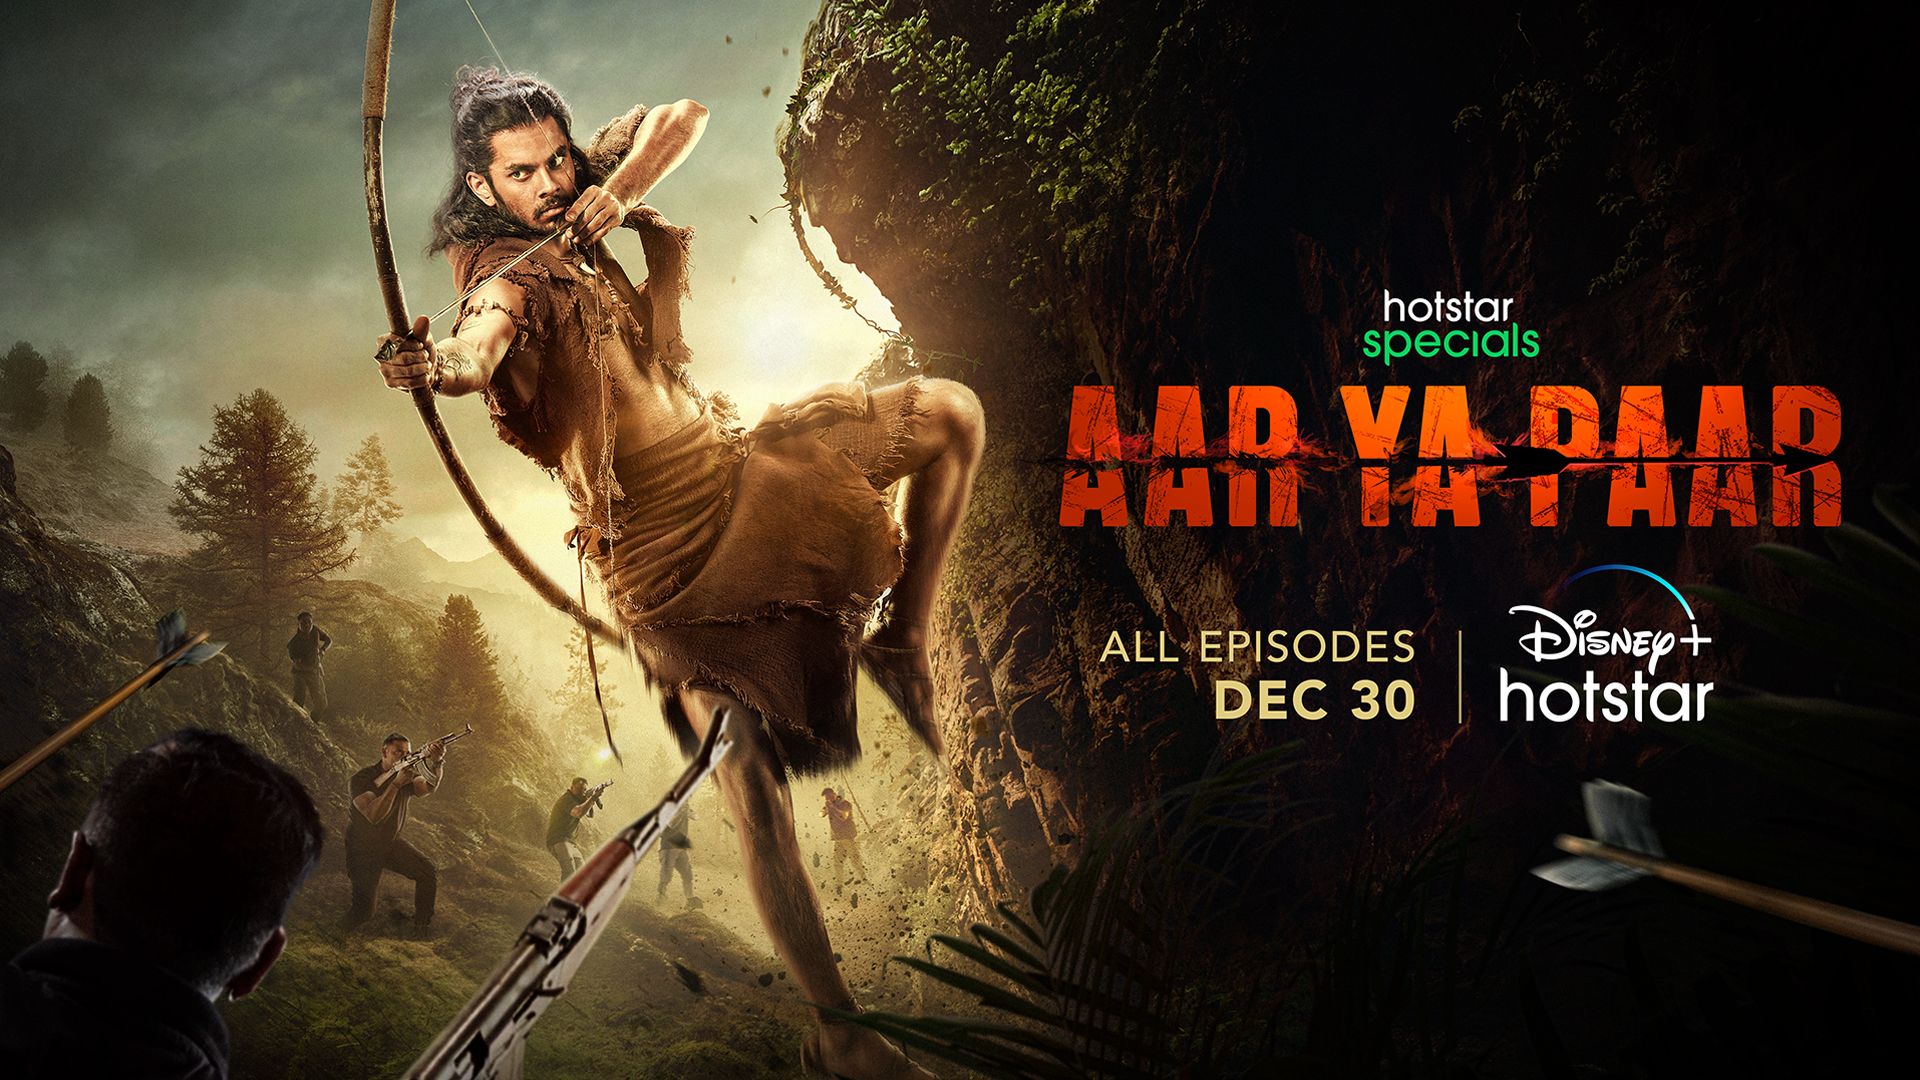 hotstar
specials
AAR YA PAAR
ALL EPISODES
DEC 30
Disney+
hotstar